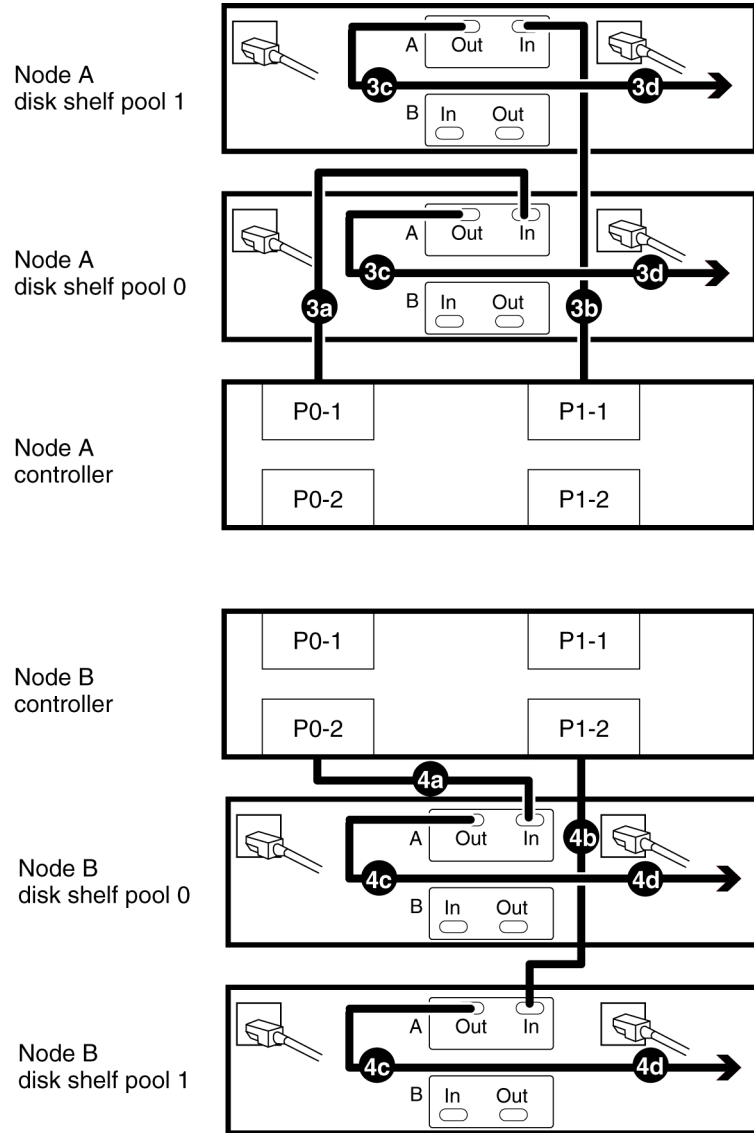 Node A
disk shelf pool 1
A
Out
In
3c
3d
B
In
Out
Node A
disk shelf pool 0
A
Out
In
3c
3d
3a
B
In
Out
3b
Node A
controller
P0-1
P1-1
P0-2
P1-2
Node B
controller
P0-1
P1-1
P0-2
P1-2
4a
Node B
disk shelf pool 0
A
Out
In
4b
4c
4d
B
In
Out
Node B
disk shelf pool 1
A
Out
In
4c
4d
B
In
Out